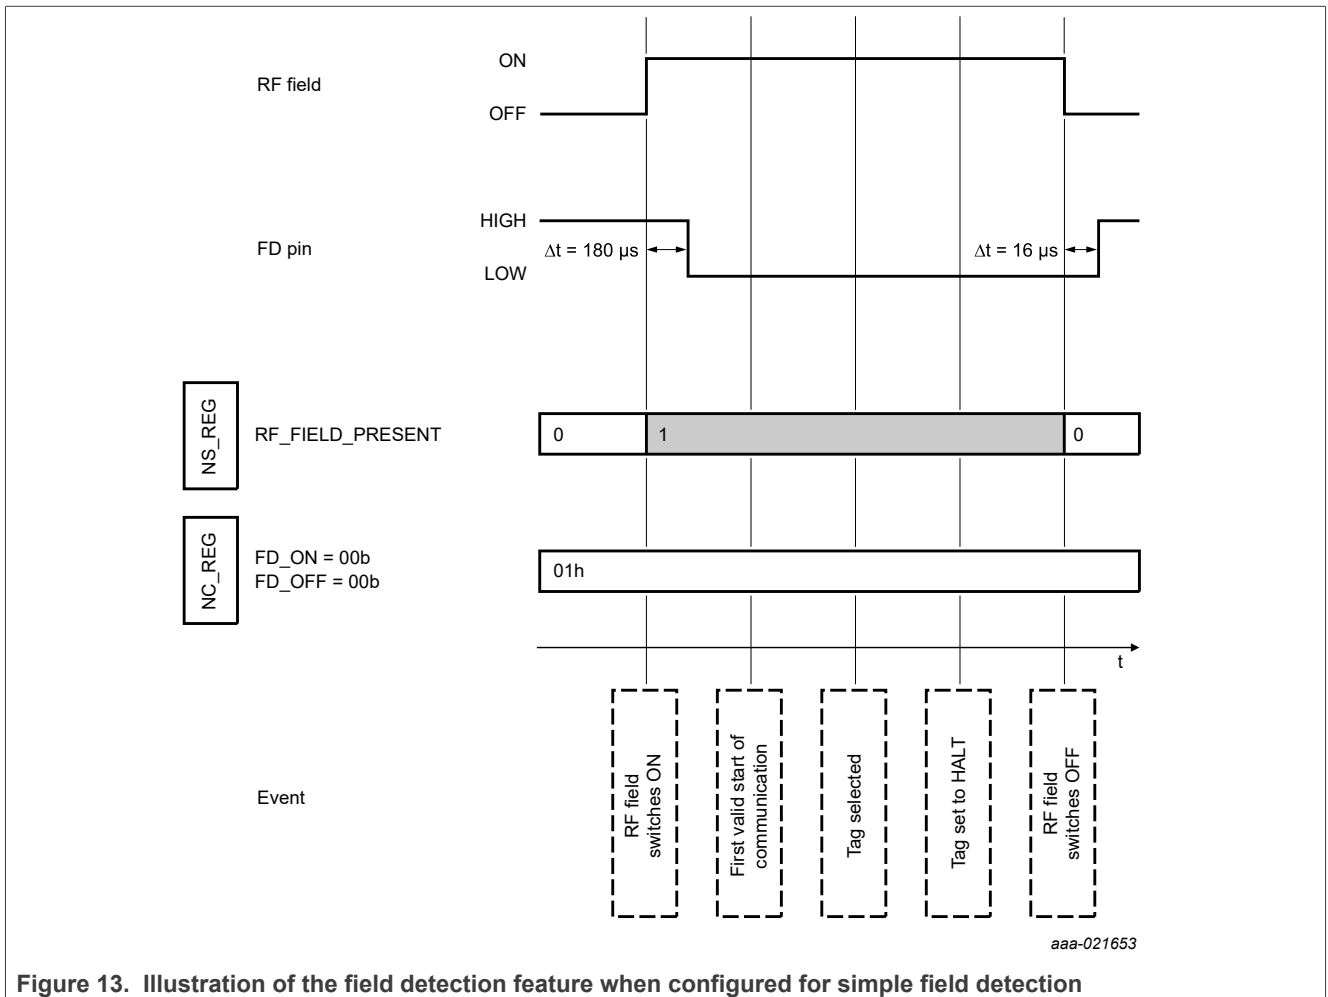 ON
RF field
OFF
HIGH
FD pin
Δt = 180 µs
Δt = 16 µs
LOW
NS_REG
RF_FIELD_PRESENT
0
1
0
NC_REG
FD_ON = 00b
FD_OFF = 00b
01h
t
Event
RF field
switches ON
First valid start of
communication
Tag selected
Tag set to HALT
RF field
switches OFF
aaa-021653
Figure 13. Illustration of the field detection feature when configured for simple field detection